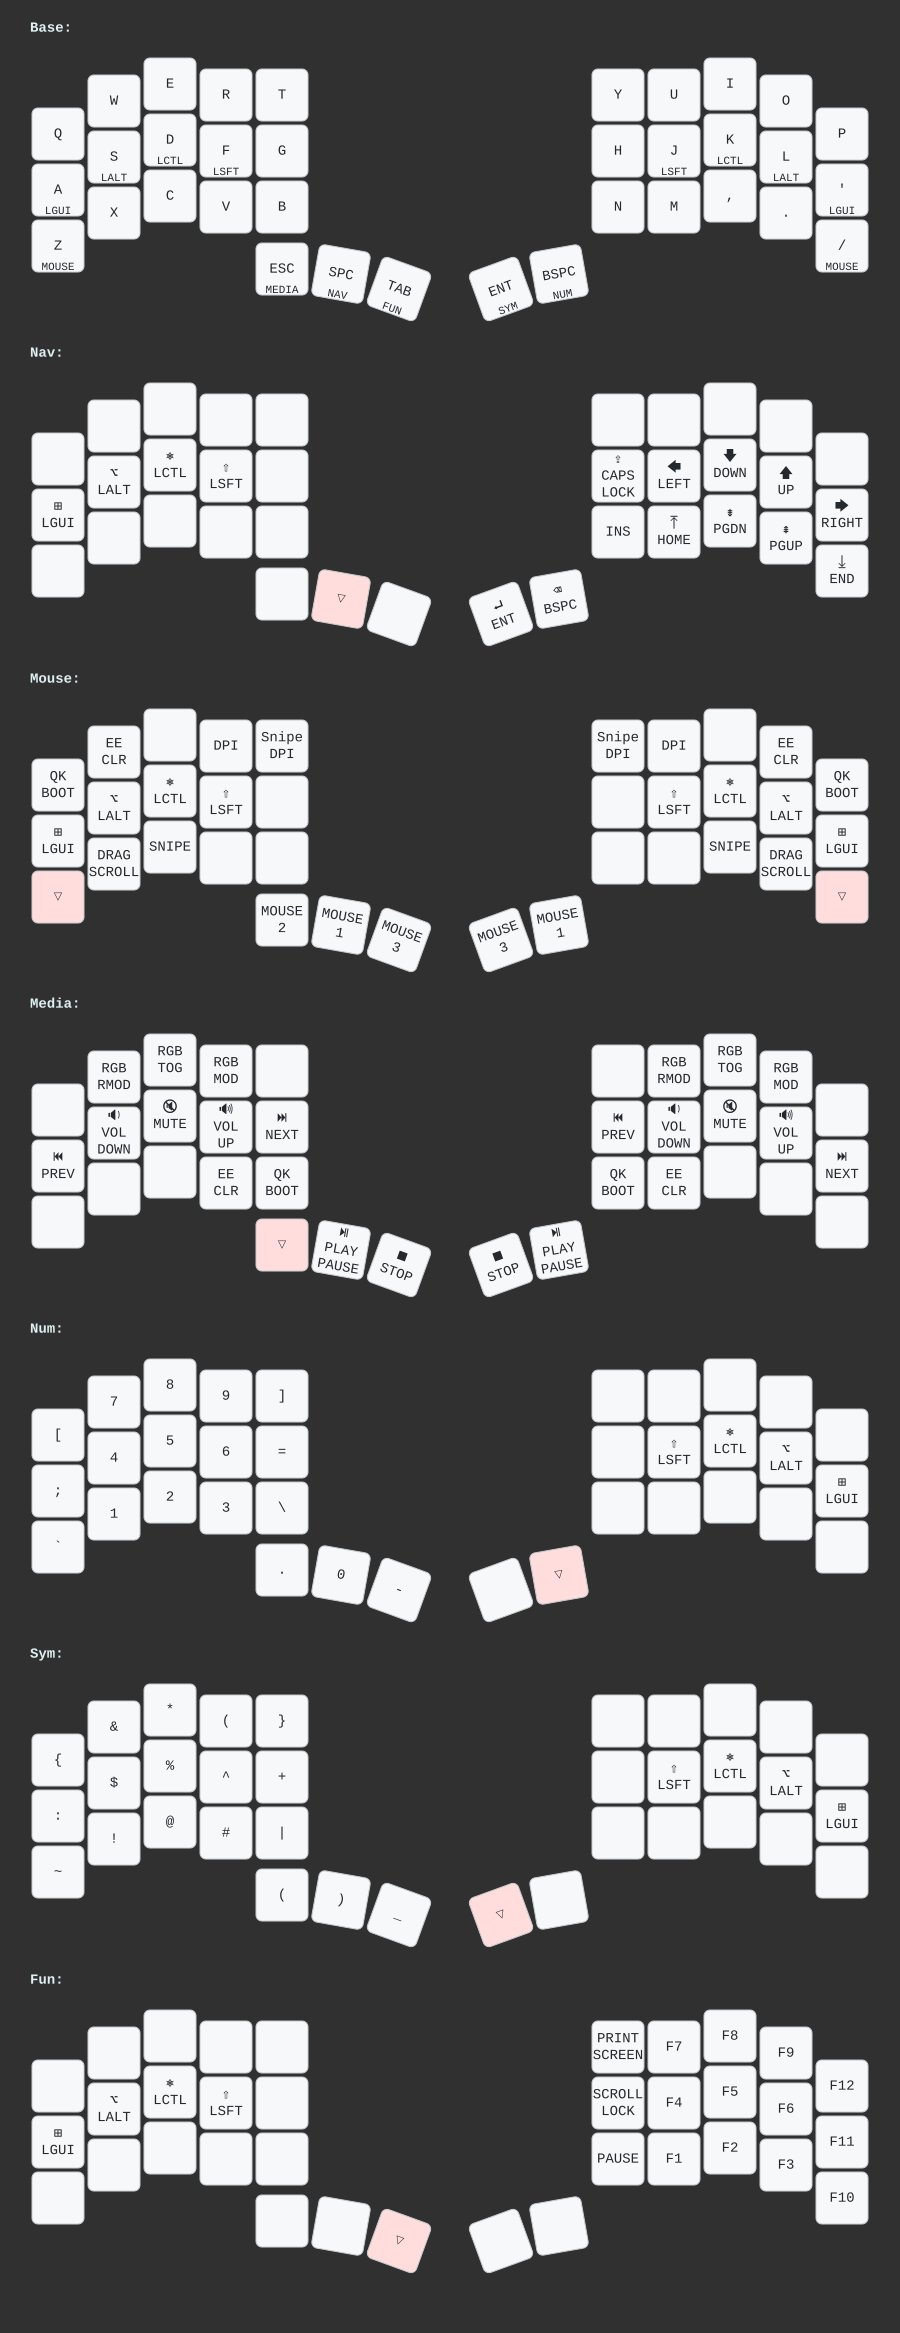 Base:
Q W E R T Y U I O P
A LGUI S LALT D LCTL F LSFT G H J LSFT K LCTL L LALT ' LGUI
Z MOUSE X C V B N M , . / MOUSE
ESC MEDIA SPC NAV TAB FUN ENT SYM BSPC NUM
Nav:
⊞ LGUI ⌥ LALT ⎈ LCTL ⇧ LSFT ⇪ CAPS LOCK 🡄 LEFT 🡇 DOWN 🡅 UP 🡆 RIGHT
INS ⤒ HOME ⇟ PGDN ⇞ PGUP ⤓ END
▽ ↵ ENT ⌫ BSPC
Mouse:
QK BOOT EE CLR DPI Snipe DPI Snipe DPI DPI EE CLR QK BOOT
⊞ LGUI ⌥ LALT ⎈ LCTL ⇧ LSFT ⇧ LSFT ⎈ LCTL ⌥ LALT ⊞ LGUI
▽ DRAG SCROLL SNIPE SNIPE DRAG SCROLL ▽
MOUSE 2 MOUSE 1 MOUSE 3 MOUSE 3 MOUSE 1
Media:
RGB RMOD RGB TOG RGB MOD RGB RMOD RGB TOG RGB MOD
⏮ PREV 🔉 VOL DOWN 🔇 MUTE 🔊 VOL UP ⏭ NEXT ⏮ PREV 🔉 VOL DOWN 🔇 MUTE 🔊 VOL UP ⏭ NEXT
EE CLR QK BOOT QK BOOT EE CLR
▽ ⏯ PLAY PAUSE ⏹ STOP ⏹ STOP ⏯ PLAY PAUSE
Num:
[ 7 8 9 ]
; 4 5 6 = ⇧ LSFT ⎈ LCTL ⌥ LALT ⊞ LGUI
` 1 2 3 \
. 0 - ▽
Sym:
{ & * ( }
: $ % ^ + ⇧ LSFT ⎈ LCTL ⌥ LALT ⊞ LGUI
~ ! @ # |
( ) _ ▽
Fun:
PRINT SCREEN F7 F8 F9 F12
⊞ LGUI ⌥ LALT ⎈ LCTL ⇧ LSFT SCROLL LOCK F4 F5 F6 F11
PAUSE F1 F2 F3 F10
▽